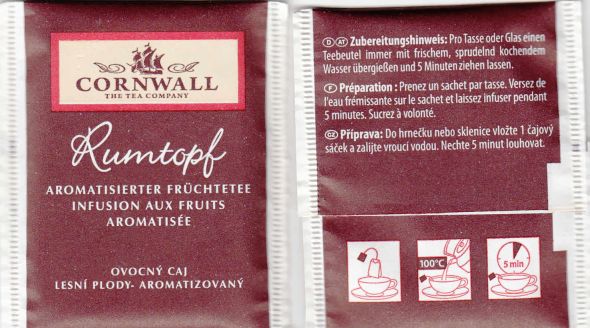 CORNWALL
THE TEA COMPANY
Rumtopf
AROMATISIERTER FRÜCHTETEE
INFUSION AUX FRUITS
AROMATISÉE
OVOCNÝ CAJ
LESNÍ PLODY- AROMATIZOVANÝ
D AT Zubereitungshinweis: Pro Tasse oder Glas einen
Teebeutel immer mit frischem, sprudelnd kochendem
Wasser übergießen und 5 Minuten ziehen lassen.
F Préparation : Prenez un sachet par tasse. Versez de
l'eau frémissante sur le sachet et laissez infuser pendant
5 minutes. Sucrez à volonté.
CZ Příprava: Do hrnečku nebo sklenice vložte 1 čajový
sáček a zalijte vroucí vodou. Nechte 5 minut louhovat.
100°C
5 min